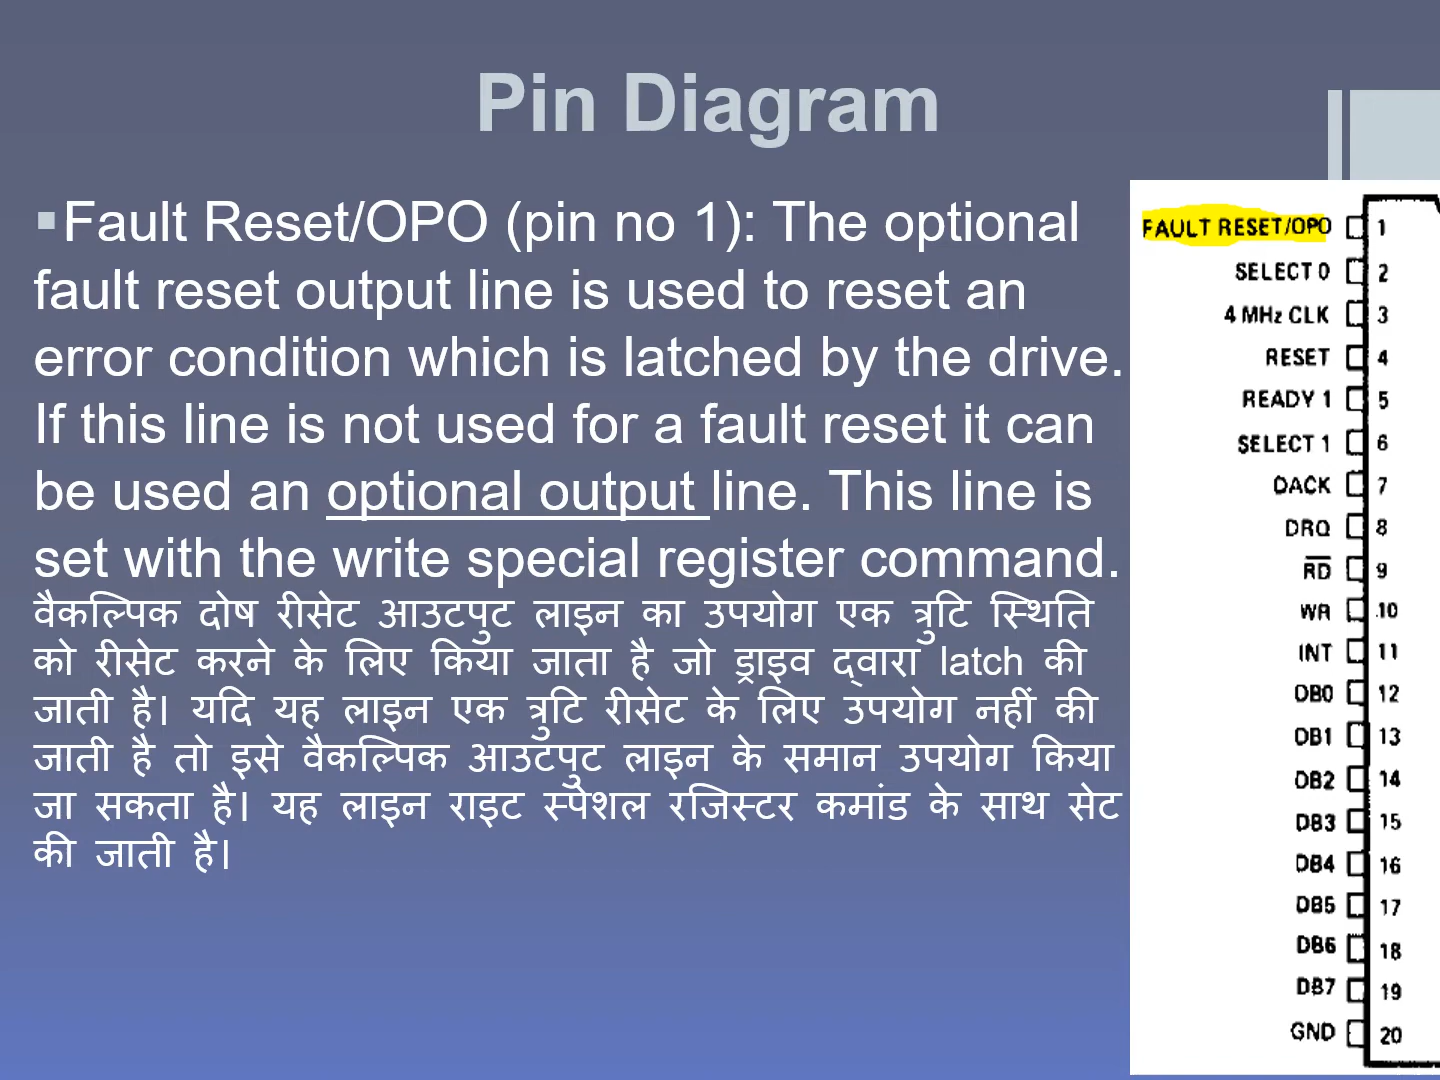 Pin Diagram
▪Fault Reset/OPO (pin no 1): The optional
fault reset output line is used to reset an
error condition which is latched by the drive.
If this line is not used for a fault reset it can
be used an optional output line. This line is
set with the write special register command.
वैकल्पिक दोष रीसेट आउटपुट लाइन का उपयोग एक त्रुटि स्थिति
को रीसेट करने के लिए किया जाता है जो ड्राइव द्वारा latch की
जाती है। यदि यह लाइन एक त्रुटि रीसेट के लिए उपयोग नहीं की
जाती है तो इसे वैकल्पिक आउटपुट लाइन के समान उपयोग किया
जा सकता है। यह लाइन राइट स्पेशल रजिस्टर कमांड के साथ सेट
की जाती है।
FAULT RESET/OPO 1
SELECT 0 2
4 MHz CLK 3
RESET 4
READY 1 5
SELECT 1 6
DACK 7
DRQ 8
R̅D̅ 9
WR 10
INT 11
DB0 12
DB1 13
DB2 14
DB3 15
DB4 16
DB5 17
DB6 18
DB7 19
GND 20